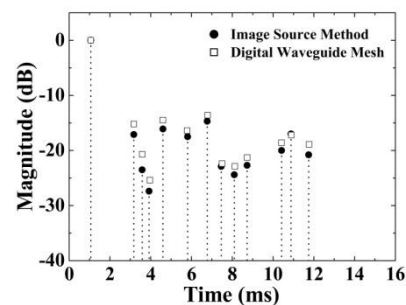 Image Source Method
Digital Waveguide Mesh
Magnitude (dB)
0
-10
-20
-30
-40
0 2 4 6 8 10 12 14 16
Time (ms)